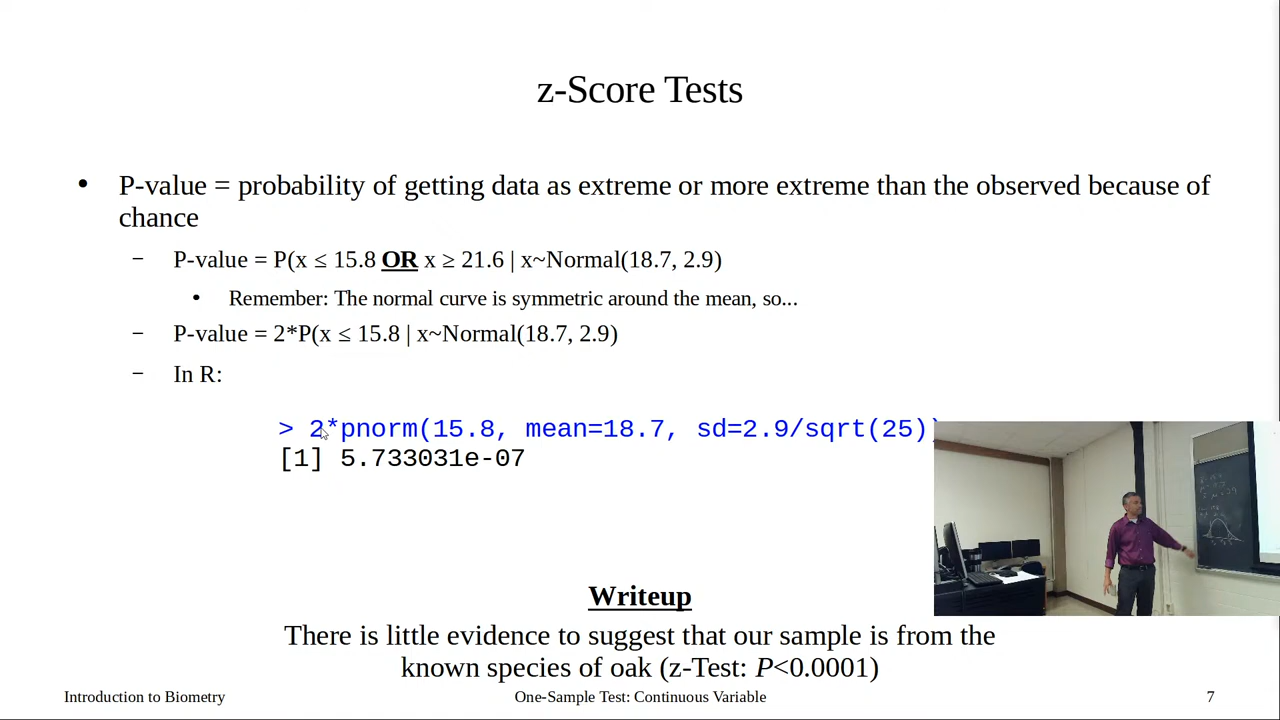 z-Score Tests
• P-value = probability of getting data as extreme or more extreme than the observed because of
chance
– P-value = P(x ≤ 15.8 OR x ≥ 21.6 | x~Normal(18.7, 2.9)
• Remember: The normal curve is symmetric around the mean, so...
– P-value = 2*P(x ≤ 15.8 | x~Normal(18.7, 2.9)
– In R:
> 2*pnorm(15.8, mean=18.7, sd=2.9/sqrt(25))
[1] 5.733031e-07
Writeup
There is little evidence to suggest that our sample is from the
known species of oak (z-Test: P<0.0001)
Introduction to Biometry
One-Sample Test: Continuous Variable
7